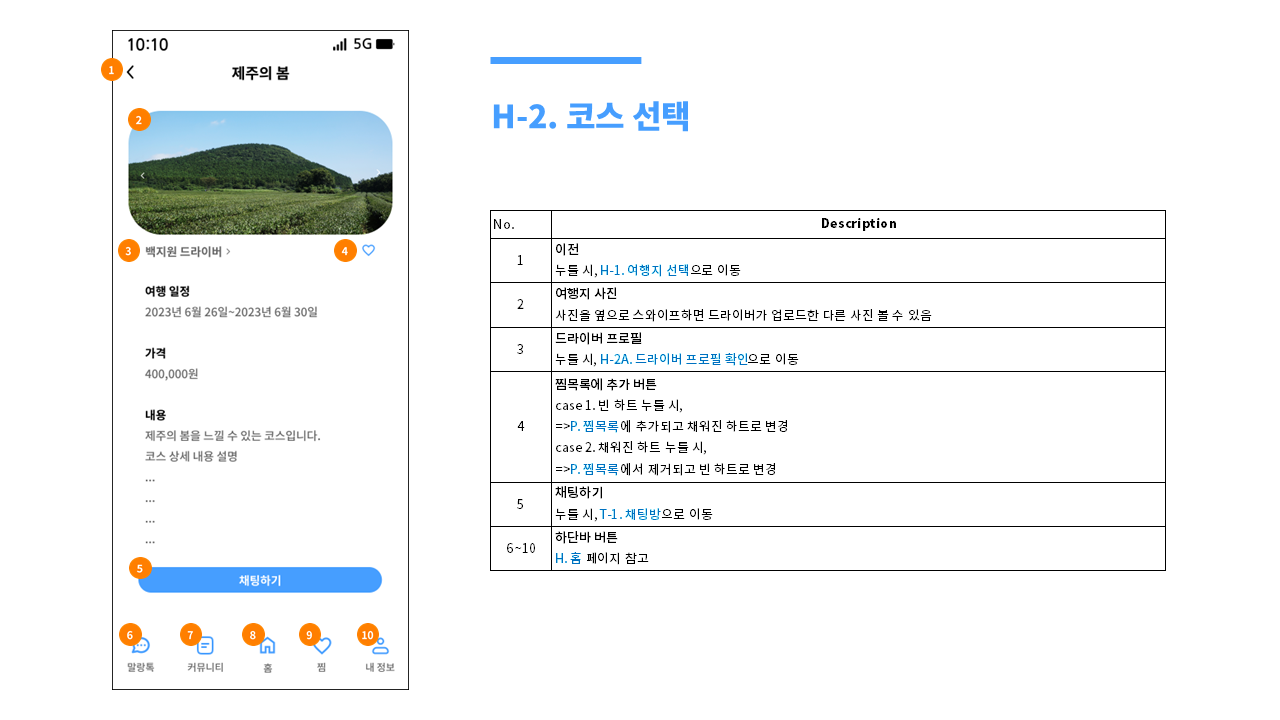 10:10 5G
1 제주의 봄
2
3 백지원 드라이버 > 4
여행 일정
2023년 6월 26일~2023년 6월 30일
가격
400,000원
내용
제주의 봄을 느낄 수 있는 코스입니다.
코스 상세 내용 설명
...
...
...
...
5 채팅하기
6 7 8 9 10
말랑톡 커뮤니티 홈 찜 내 정보
H-2. 코스 선택
No. Description
1 이전
누를 시, H-1. 여행지 선택으로 이동
2 여행지 사진
사진을 옆으로 스와이프하면 드라이버가 업로드한 다른 사진 볼 수 있음
3 드라이버 프로필
누를 시, H-2A. 드라이버 프로필 확인으로 이동
4 찜목록에 추가 버튼
case 1. 빈 하트 누를 시,
=>P. 찜목록에 추가되고 채워진 하트로 변경
case 2. 채워진 하트 누를 시,
=>P. 찜목록에서 제거되고 빈 하트로 변경
5 채팅하기
누를 시, T-1. 채팅방으로 이동
6~10 하단바 버튼
H. 홈 페이지 참고